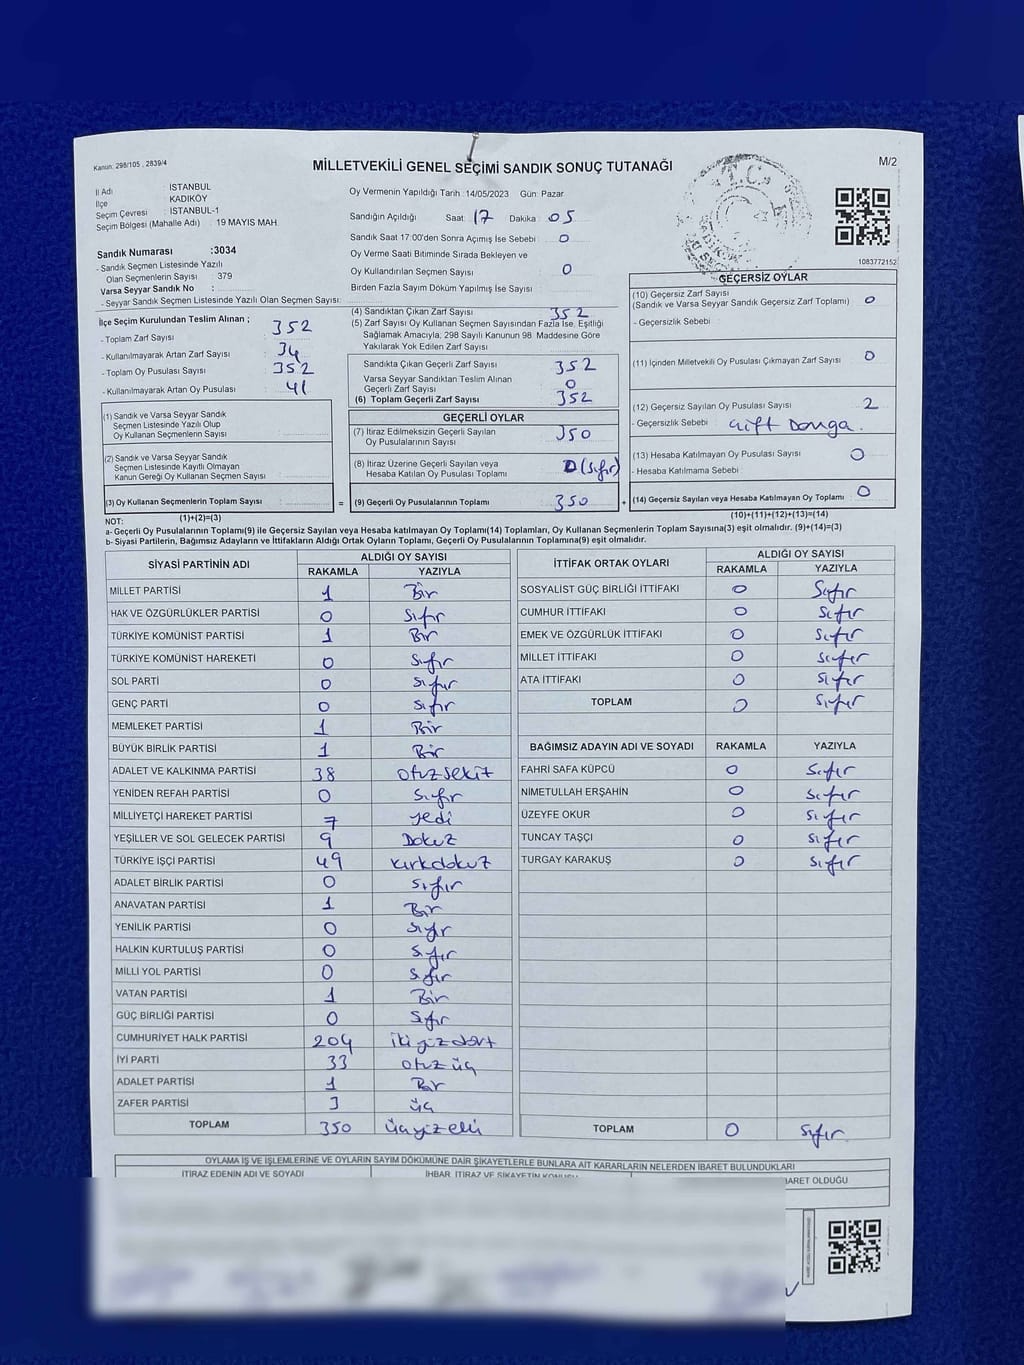 Kanun: 298/105 , 2839/4
MİLLETVEKİLİ GENEL SEÇİMİ SANDIK SONUÇ TUTANAĞI
M/2
İl Adı : İSTANBUL
İlçe : KADIKÖY
Seçim Çevresi : İSTANBUL-1
Seçim Bölgesi (Mahalle Adı) : 19 MAYIS MAH.
Sandık Numarası :3034
- Sandık Seçmen Listesinde Yazılı
Olan Seçmenlerin Sayısı : 379
Varsa Seyyar Sandık No :
- Seyyar Sandık Seçmen Listesinde Yazılı Olan Seçmen Sayısı:
İlçe Seçim Kurulundan Teslim Alınan ;
- Toplam Zarf Sayısı : 352
- Kullanılmayarak Artan Zarf Sayısı : 34
- Toplam Oy Pusulası Sayısı : 352
- Kullanılmayarak Artan Oy Pusulası : 41
(1) Sandık ve Varsa Seyyar Sandık
Seçmen Listesinde Yazılı Olup
Oy Kullanan Seçmenlerin Sayısı :
(2) Sandık ve Varsa Seyyar Sandık
Seçmen Listesinde Kayıtlı Olmayan
Kanun Gereği Oy Kullanan Seçmen Sayısı :
(3) Oy Kullanan Seçmenlerin Toplam Sayısı :
(1)+(2)=(3)
Oy Vermenin Yapıldığı Tarih : 14/05/2023 Gün: Pazar
Sandığın Açıldığı Saat: 17 Dakika : 05
Sandık Saat 17:00'den Sonra Açımış İse Sebebi : 0
Oy Verme Saati Bitiminde Sırada Bekleyen ve
Oy Kullandırılan Seçmen Sayısı : 0
Birden Fazla Sayım Döküm Yapılmış İse Sayısı :
(4) Sandıktan Çıkan Zarf Sayısı : 352
(5) Zarf Sayısı Oy Kullanan Seçmen Sayısından Fazla İse, Eşitliği
Sağlamak Amacıyla, 298 Sayılı Kanunun 98. Maddesine Göre
Yakılarak Yok Edilen Zarf Sayısı :
Sandıkta Çıkan Geçerli Zarf Sayısı : 352
Varsa Seyyar Sandıktan Teslim Alınan
Geçerli Zarf Sayısı : 0
(6) Toplam Geçerli Zarf Sayısı : 352
GEÇERLİ OYLAR
(7) İtiraz Edilmeksizin Geçerli Sayılan
Oy Pusulalarının Sayısı : 350
(8) İtiraz Üzerine Geçerli Sayılan veya
Hesaba Katılan Oy Pusulası Toplamı : 0 (sıfır)
= (9) Geçerli Oy Pusulalarının Toplamı : 350 +
T.C.
1083772152
GEÇERSİZ OYLAR
(10) Geçersiz Zarf Sayısı
(Sandık ve Varsa Seyyar Sandık Geçersiz Zarf Toplamı) : 0
- Geçersizlik Sebebi :
(11) İçinden Milletvekili Oy Pusulası Çıkmayan Zarf Sayısı : 0
(12) Geçersiz Sayılan Oy Pusulası Sayısı : 2
- Geçersizlik Sebebi : Çift Damga.
(13) Hesaba Katılmayan Oy Pusulası Sayısı : 0
- Hesaba Katılmama Sebebi :
(14) Geçersiz Sayılan veya Hesaba Katılmayan Oy Toplamı : 0
(10)+(11)+(12)+(13)=(14)
NOT:
a- Geçerli Oy Pusulalarının Toplamı(9) ile Geçersiz Sayılan veya Hesaba katılmayan Oy Toplamı(14) Toplamları, Oy Kullanan Seçmenlerin Toplam Sayısına(3) eşit olmalıdır. (9)+(14)=(3)
b- Siyasi Partilerin, Bağımsız Adayların ve İttifakların Aldığı Ortak Oyların Toplamı, Geçerli Oy Pusulalarının Toplamına(9) eşit olmalıdır.
SİYASİ PARTİNİN ADI ALDIĞI OY SAYISI
RAKAMLA YAZIYLA
MİLLET PARTİSİ 1 Bir
HAK VE ÖZGÜRLÜKLER PARTİSİ 0 Sıfır
TÜRKİYE KOMÜNİST PARTİSİ 1 Bir
TÜRKİYE KOMÜNİST HAREKETİ 0 Sıfır
SOL PARTİ 0 Sıfır
GENÇ PARTİ 0 Sıfır
MEMLEKET PARTİSİ 1 Bir
BÜYÜK BİRLİK PARTİSİ 1 Bir
ADALET VE KALKINMA PARTİSİ 38 otuzsekiz
YENİDEN REFAH PARTİSİ 0 Sıfır
MİLLİYETÇİ HAREKET PARTİSİ 7 yedi
YEŞİLLER VE SOL GELECEK PARTİSİ 9 Dokuz
TÜRKİYE İŞÇİ PARTİSİ 49 kırkdokuz
ADALET BİRLİK PARTİSİ 0 Sıfır
ANAVATAN PARTİSİ 1 Bir
YENİLİK PARTİSİ 0 Sıfır
HALKIN KURTULUŞ PARTİSİ 0 Sıfır
MİLLİ YOL PARTİSİ 0 Sıfır
VATAN PARTİSİ 1 Bir
GÜÇ BİRLİĞİ PARTİSİ 0 Sıfır
CUMHURİYET HALK PARTİSİ 204 ikiyüzdört
İYİ PARTİ 33 otuzüç
ADALET PARTİSİ 1 Bir
ZAFER PARTİSİ 3 üç
TOPLAM 350 üçyüzelli
İTTİFAK ORTAK OYLARI ALDIĞI OY SAYISI
RAKAMLA YAZIYLA
SOSYALİST GÜÇ BİRLİĞİ İTTİFAKI 0 Sıfır
CUMHUR İTTİFAKI 0 Sıfır
EMEK VE ÖZGÜRLÜK İTTİFAKI 0 Sıfır
MİLLET İTTİFAKI 0 Sıfır
ATA İTTİFAKI 0 Sıfır
TOPLAM 0 Sıfır
BAĞIMSIZ ADAYIN ADI VE SOYADI RAKAMLA YAZIYLA
FAHRİ SAFA KÜPCÜ 0 Sıfır
NİMETULLAH ERŞAHİN 0 Sıfır
ÜZEYFE OKUR 0 Sıfır
TUNCAY TAŞÇI 0 Sıfır
TURGAY KARAKUŞ 0 Sıfır
TOPLAM 0 Sıfır
OYLAMA İŞ VE İŞLEMLERİNE VE OYLARIN SAYIM DÖKÜMÜNE DAİR ŞİKAYETLERLE BUNLARA AİT KARARLARIN NELERDEN İBARET BULUNDUKLARI
İTİRAZ EDENİN ADI VE SOYADI İHBAR, İTİRAZ VE ŞİKAYETİN KONUSU İBARET OLDUĞU